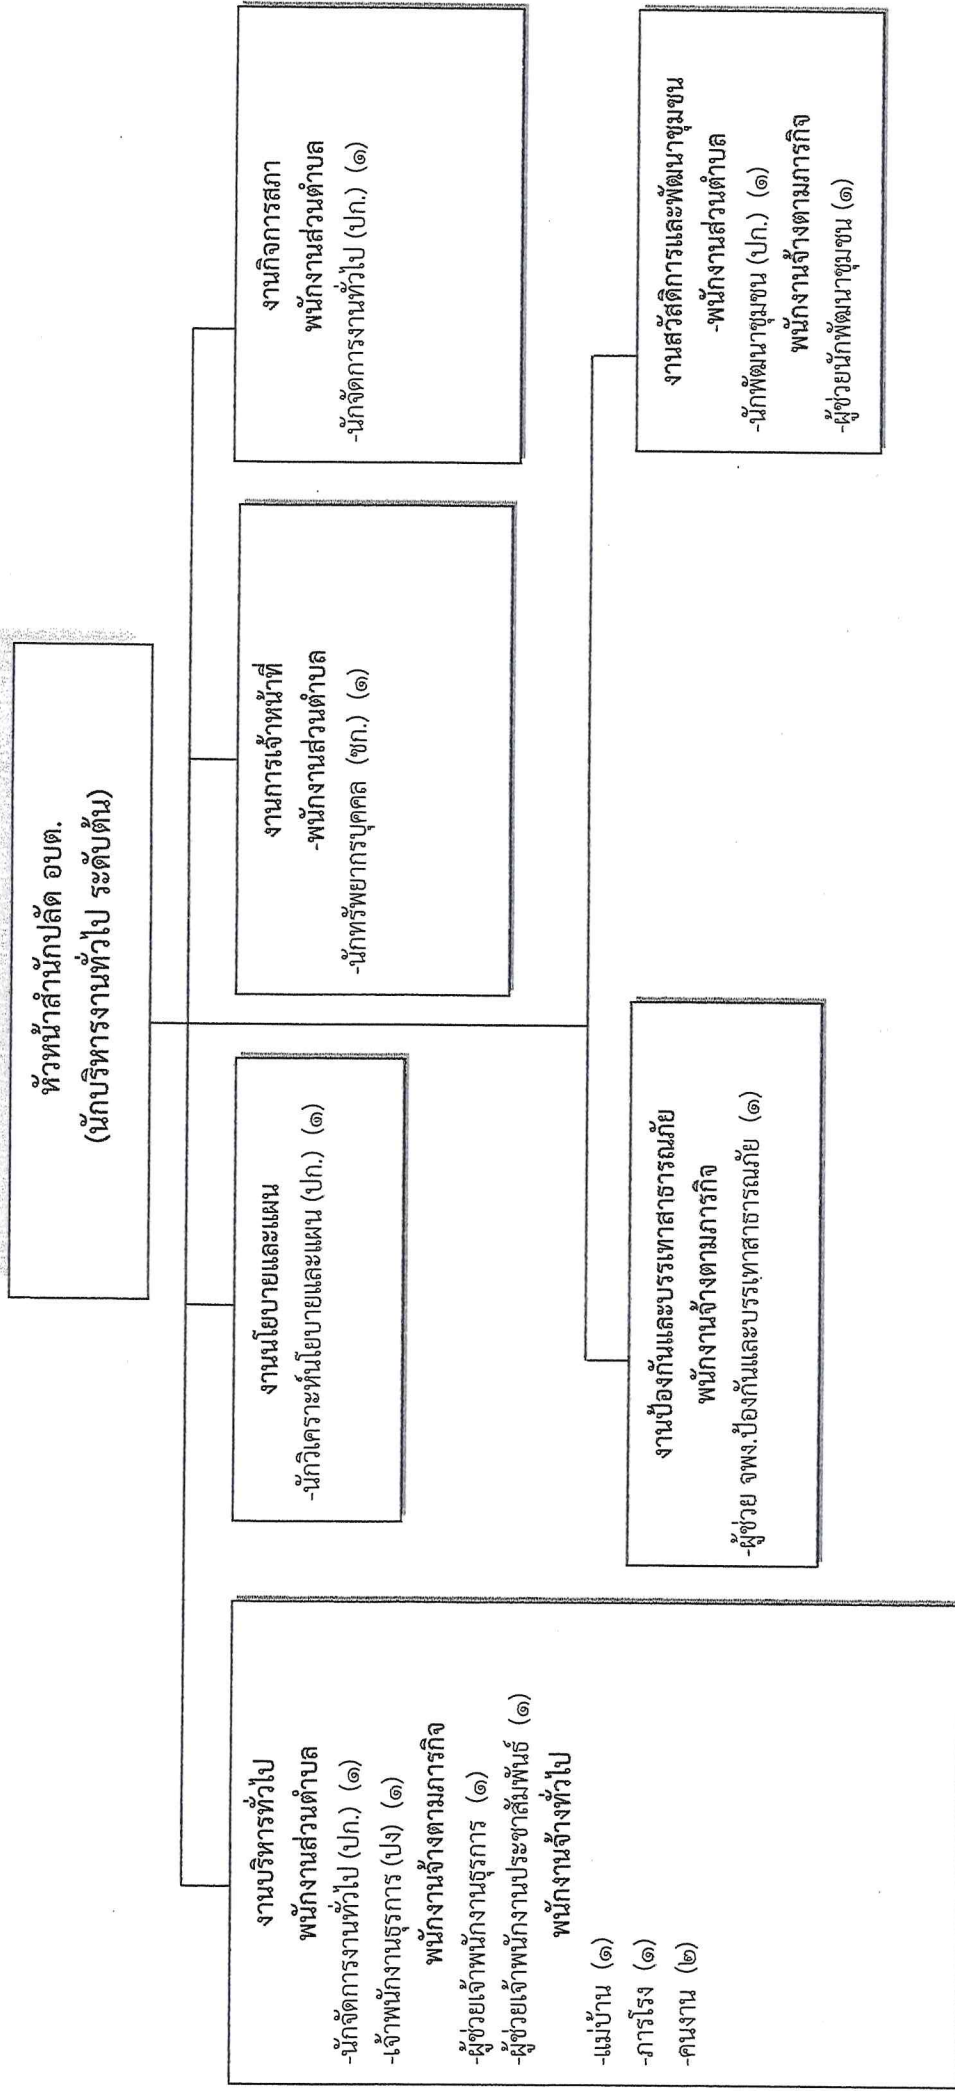 หัวหน้าสำนักปลัด อบต.
(นักบริหารงานทั่วไป ระดับต้น)
งานบริหารทั่วไป
พนักงานส่วนตำบล
-นักจัดการงานทั่วไป (ปก.) (๑)
-เจ้าพนักงานธุรการ (ปง) (๑)
พนักงานจ้างตามภารกิจ
-ผู้ช่วยเจ้าพนักงานธุรการ (๑)
-ผู้ช่วยเจ้าพนักงานประชาสัมพันธ์ (๑)
พนักงานจ้างทั่วไป
-แม่บ้าน (๑)
-ภารโรง (๑)
-คนงาน (๒)
งานนโยบายและแผน
-นักวิเคราะห์นโยบายและแผน (ปก.) (๑)
งานการเจ้าหน้าที่
-พนักงานส่วนตำบล
-นักทรัพยากรบุคคล (ชก.) (๑)
งานกิจการสภา
พนักงานส่วนตำบล
-นักจัดการงานทั่วไป (ปก.) (๑)
งานป้องกันและบรรเทาสาธารณภัย
พนักงานจ้างตามภารกิจ
-ผู้ช่วย จพง.ป้องกันและบรรเทาสาธารณภัย (๑)
งานสวัสดิการและพัฒนาชุมชน
-พนักงานส่วนตำบล
-นักพัฒนาชุมชน (ปก.) (๑)
พนักงานจ้างตามภารกิจ
-ผู้ช่วยนักพัฒนาชุมชน (๑)